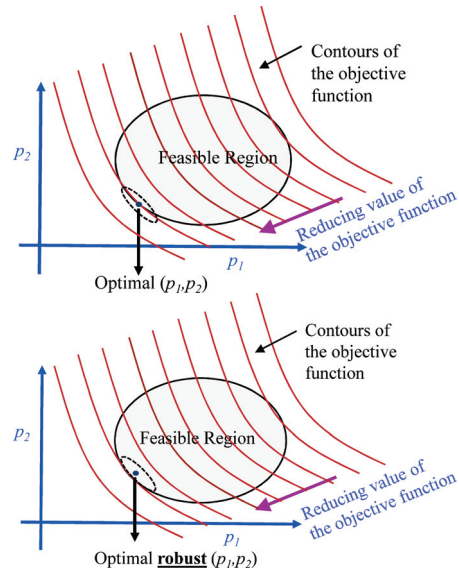 Contours of
the objective
function
p2
Feasible Region
Reducing value of
the objective function
p1
Optimal (p1,p2)
Contours of
the objective
function
p2
Feasible Region
Reducing value of
the objective function
p1
Optimal robust (p1,p2)